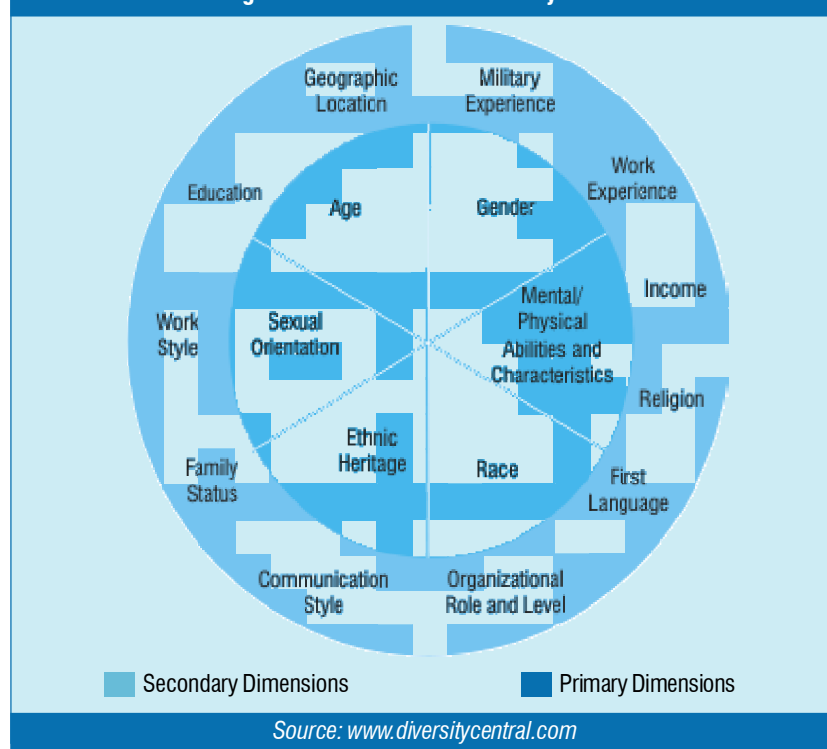 Geographic
Location
Military
Experience
Education
Work
Experience
Age
Gender
Income
Work
Style
Sexual
Orientation
Mental/
Physical
Abilities and
Characteristics
Religion
Family
Status
Ethnic
Heritage
Race
First
Language
Communication
Style
Organizational
Role and Level
Secondary Dimensions
Primary Dimensions
Source: www.diversitycentral.com